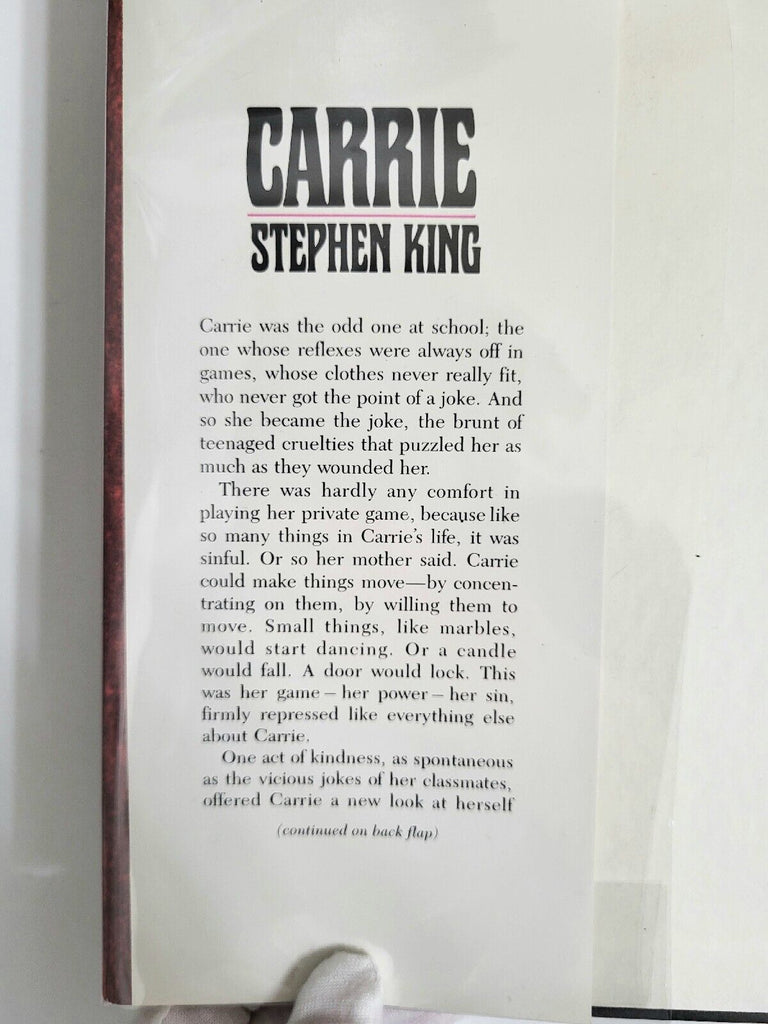 CARRIE
STEPHEN KING
Carrie was the odd one at school; the
one whose reflexes were always off in
games, whose clothes never really fit,
who never got the point of a joke. And
so she became the joke, the brunt of
teenaged cruelties that puzzled her as
much as they wounded her.
There was hardly any comfort in
playing her private game, because like
so many things in Carrie's life, it was
sinful. Or so her mother said. Carrie
could make things move—by concen-
trating on them, by willing them to
move. Small things, like marbles,
would start dancing. Or a candle
would fall. A door would lock. This
was her game – her power – her sin,
firmly repressed like everything else
about Carrie.
One act of kindness, as spontaneous
as the vicious jokes of her classmates,
offered Carrie a new look at herself
(continued on back flap)